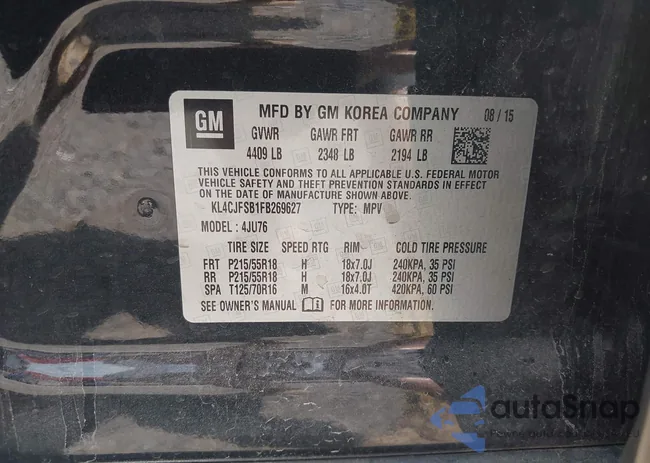 GM MFD BY GM KOREA COMPANY 08 / 15
GVWR GAWR FRT GAWR RR
4409 LB 2348 LB 2194 LB
THIS VEHICLE CONFORMS TO ALL APPLICABLE U.S. FEDERAL MOTOR
VEHICLE SAFETY AND THEFT PREVENTION STANDARDS IN EFFECT
ON THE DATE OF MANUFACTURE SHOWN ABOVE.
KL4CJFSB1FB269627 TYPE: MPV
MODEL : 4JU76
TIRE SIZE SPEED RTG RIM COLD TIRE PRESSURE
FRT P215/55R18 H 18x7.0J 240KPA, 35 PSI
RR P215/55R18 H 18x7.0J 240KPA, 35 PSI
SPA T125/70R16 M 16x4.0T 420KPA, 60 PSI
SEE OWNER'S MANUAL FOR MORE INFORMATION.
autoSnap